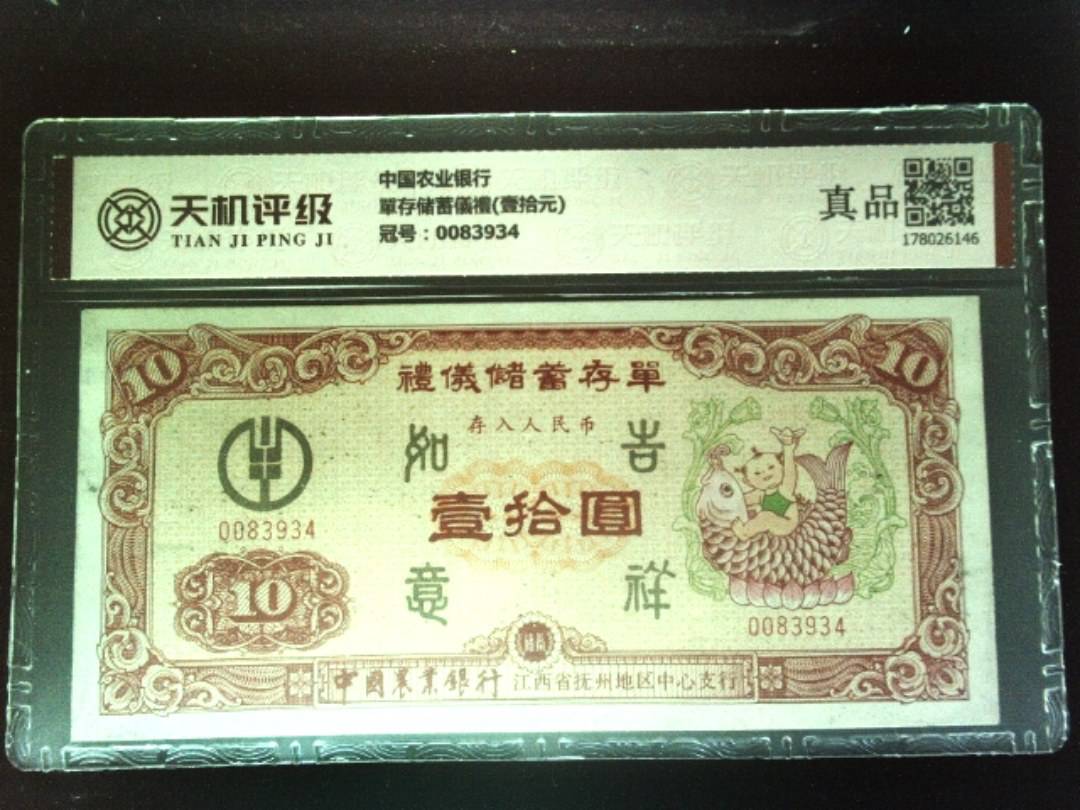 天机评级
TIAN JI PING JI
中国农业银行
單存储蓄儀禮(壹拾元)
冠号：0083934
真品
178026146
10
10
禮儀儲蓄存單
存入人民币
如
吉
壹拾圓
0083934
10
意
祥
0083934
中國農業銀行 江西省抚州地区中心支行